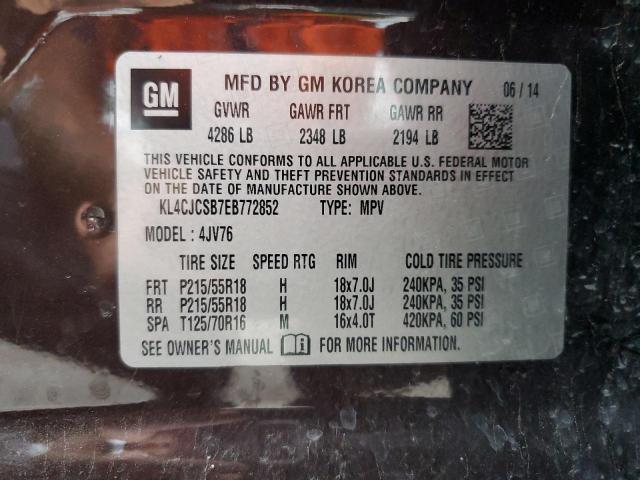 GM MFD BY GM KOREA COMPANY 06 / 14
GVWR GAWR FRT GAWR RR
4286 LB 2348 LB 2194 LB
THIS VEHICLE CONFORMS TO ALL APPLICABLE U.S. FEDERAL MOTOR
VEHICLE SAFETY AND THEFT PREVENTION STANDARDS IN EFFECT
ON THE DATE OF MANUFACTURE SHOWN ABOVE.
KL4CJCSB7EB772852 TYPE: MPV
MODEL : 4JV76
TIRE SIZE SPEED RTG RIM COLD TIRE PRESSURE
FRT P215/55R18 H 18x7.0J 240KPA, 35 PSI
RR P215/55R18 H 18x7.0J 240KPA, 35 PSI
SPA T125/70R16 M 16x4.0T 420KPA, 60 PSI
SEE OWNER'S MANUAL FOR MORE INFORMATION.